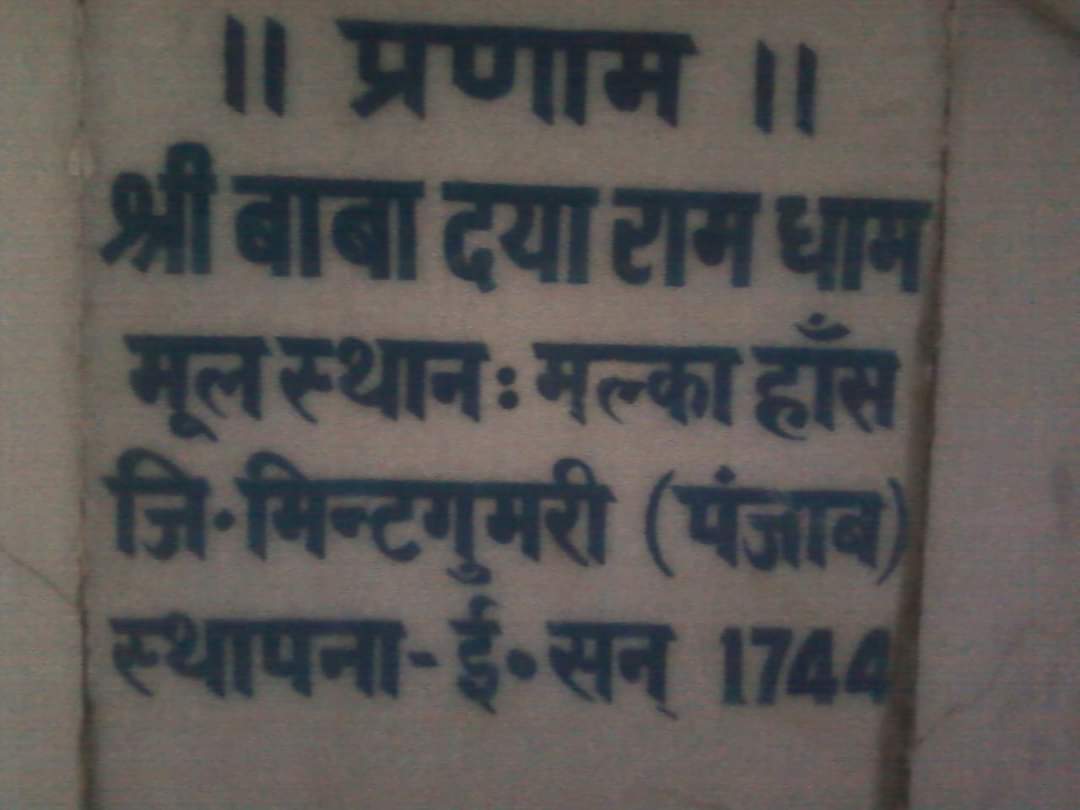 ॥ प्रणाम ॥
श्री बाबा दया राम धाम
मूल स्थान : मल्का हाँस
जि॰ मिन्टगुमरी (पंजाब)
स्थापना - ई॰ सन् 1744